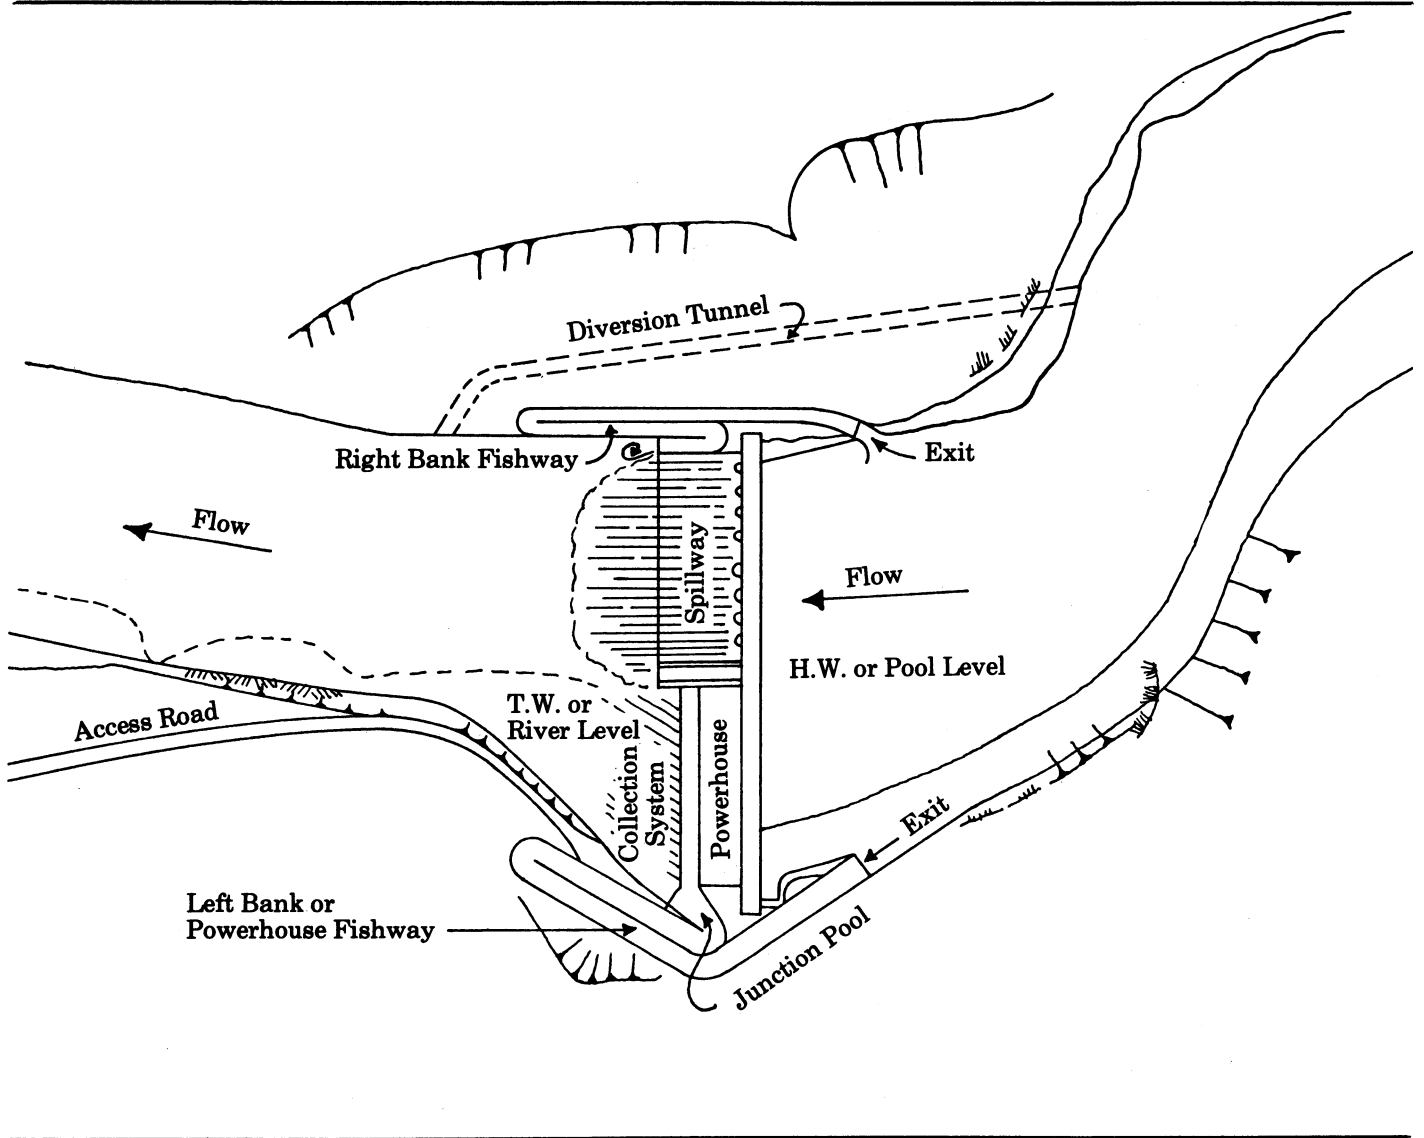 Diversion Tunnel
Right Bank Fishway
Exit
Flow
Spillway
Flow
H.W. or Pool Level
T.W. or
River Level
Access Road
Collection
System
Powerhouse
Exit
Left Bank or
Powerhouse Fishway
Junction Pool